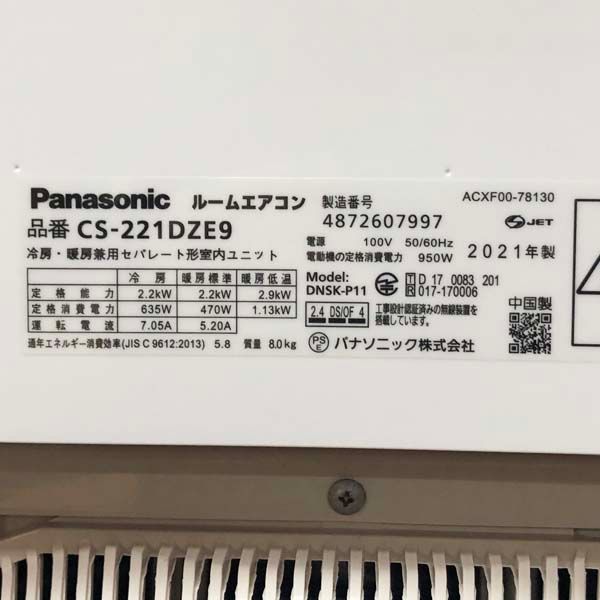 Panasonic ルームエアコン
品番 CS-221DZE9
冷房・暖房兼用セパレート形室内ユニット
冷房 暖房標準 暖房低温
定格能力 2.2kW 2.2kW 2.9kW
定格消費電力 635W 470W 1.13kW
運転電流 7.05A 5.20A
通年エネルギー消費効率(JIS C 9612:2013) 5.8 質量 8.0kg
製造番号
4872607997
電源 100V 50/60Hz
電動機の定格消費電力 950W
Model:
DNSK-P11
T D 17 0083 201
R 017-170006
2.4 DS/OF 4
工事設計認証済みの無線装置を
搭載しています。
PS
E
パナソニック株式会社
ACXF00-78130
S JET
2021年製
中国製